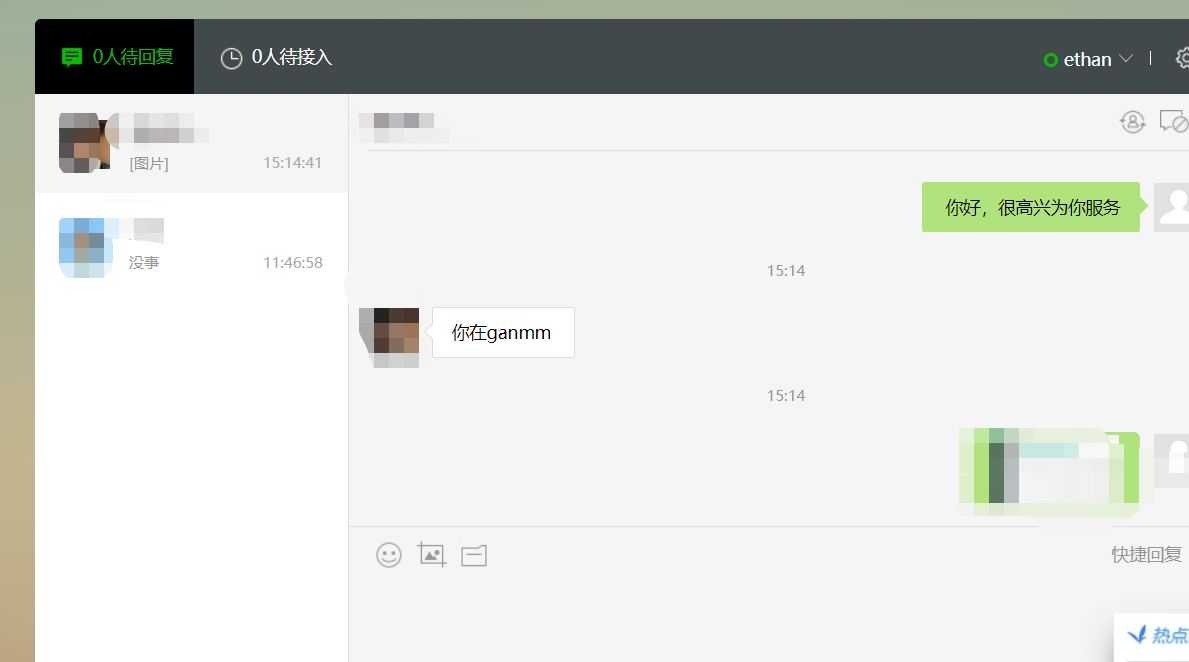 0人待回复
0人待接入
ethan
[图片]
15:14:41
没事
11:46:58
你好，很高兴为你服务
15:14
你在ganmm
15:14
快捷回复
热点